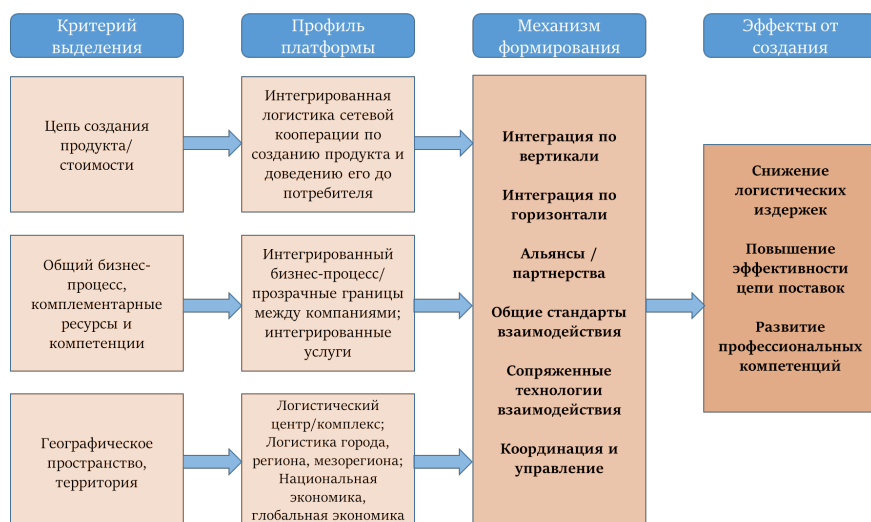 Критерий
выделения
Профиль
платформы
Механизм
формирования
Эффекты от
создания
Цепь создания
продукта/
стоимости
Интегрированная
логистика сетевой
кооперации по
созданию продукта и
доведению его до
потребителя
Общий бизнес-
процесс,
комплементарные
ресурсы и
компетенции
Интегрированный
бизнес-процесс/
прозрачные границы
между компаниями;
интегрированные
услуги
Географическое
пространство,
территория
Логистический
центр/комплекс;
Логистика города,
региона, мезорегиона;
Национальная
экономика,
глобальная экономика
Интеграция по
вертикали
Интеграция по
горизонтали
Альянсы /
партнерства
Общие стандарты
взаимодействия
Сопряженные
технологии
взаимодействия
Координация и
управление
Снижение
логистических
издержек
Повышение
эффективности
цепи поставок
Развитие
профессиональных
компетенций